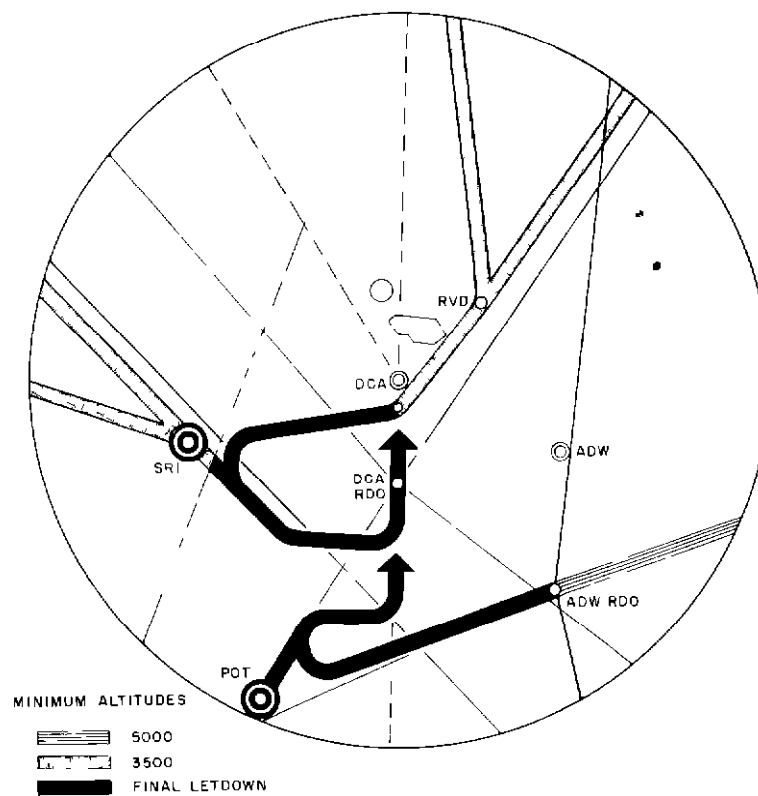 RVD
DCA
SRI
ADW
DCA
RDO
ADW RDO
POT
MINIMUM ALTITUDES
5000
3500
FINAL LETDOWN